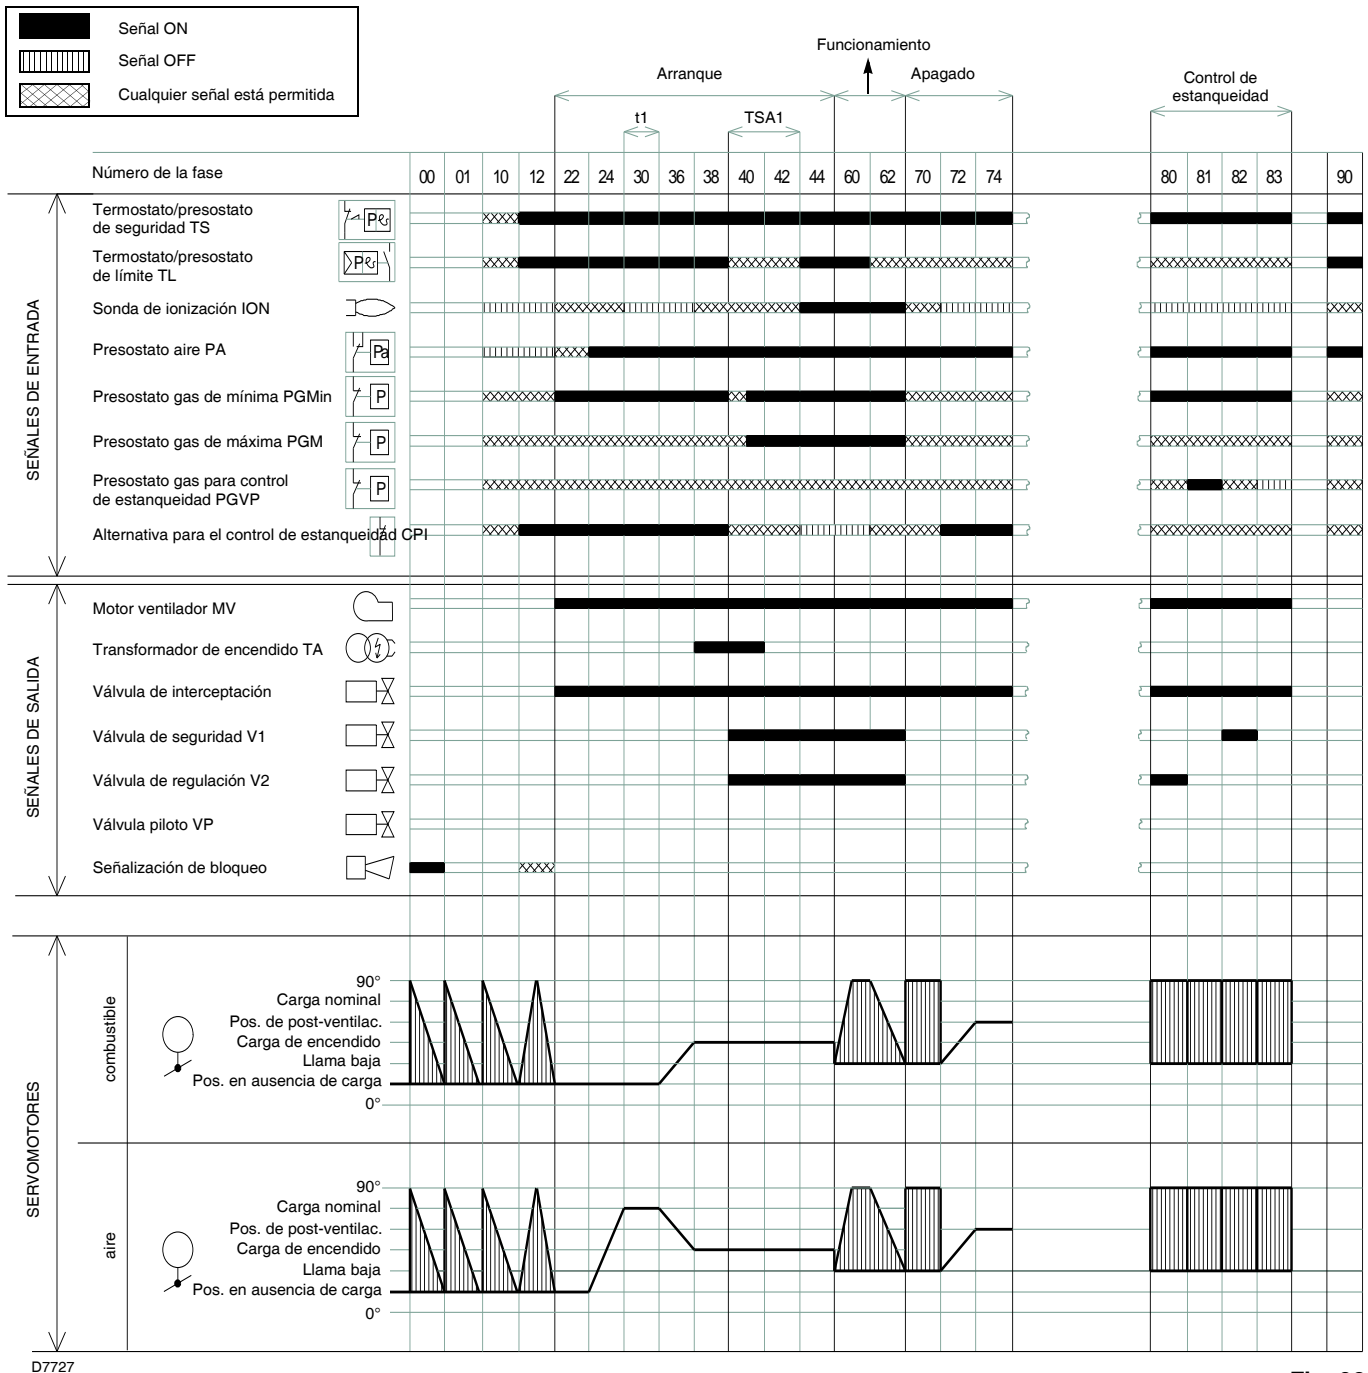 Señal ON
Señal OFF
Cualquier señal está permitida
Funcionamiento
Arranque
Apagado
Control de
estanqueidad
t1
TSA1
Número de la fase
00 01 10 12 22 24 30 36 38 40 42 44 60 62 70 72 74 80 81 82 83 90
SEÑALES DE ENTRADA
Termostato/presostato
de seguridad TS
Termostato/presostato
de límite TL
Sonda de ionización ION
Presostato aire PA
Pa
Presostato gas de mínima PGMin
P
Presostato gas de máxima PGM
P
Presostato gas para control
de estanqueidad PGVP
P
Alternativa para el control de estanqueidad CPI
SEÑALES DE SALIDA
Motor ventilador MV
Transformador de encendido TA
Válvula de interceptación
Válvula de seguridad V1
Válvula de regulación V2
Válvula piloto VP
Señalización de bloqueo
SERVOMOTORES
combustible
90°
Carga nominal
Pos. de post-ventilac.
Carga de encendido
Llama baja
Pos. en ausencia de carga
0°
aire
90°
Carga nominal
Pos. de post-ventilac.
Carga de encendido
Llama baja
Pos. en ausencia de carga
0°
D7727